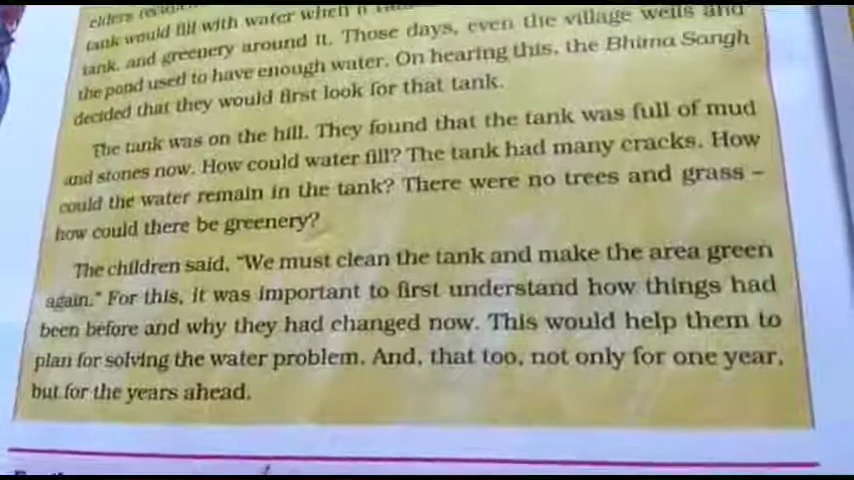 elders
tank would fill with water when it
tank, and greenery around it. Those days, even the village wells and
the pond used to have enough water. On hearing this, the Bhima Sangh
decided that they would first look for that tank.
The tank was on the hill. They found that the tank was full of mud
and stones now. How could water fill? The tank had many cracks. How
could the water remain in the tank? There were no trees and grass –
how could there be greenery?
The children said, "We must clean the tank and make the area green
again." For this, it was important to first understand how things had
been before and why they had changed now. This would help them to
plan for solving the water problem. And, that too, not only for one year,
but for the years ahead.